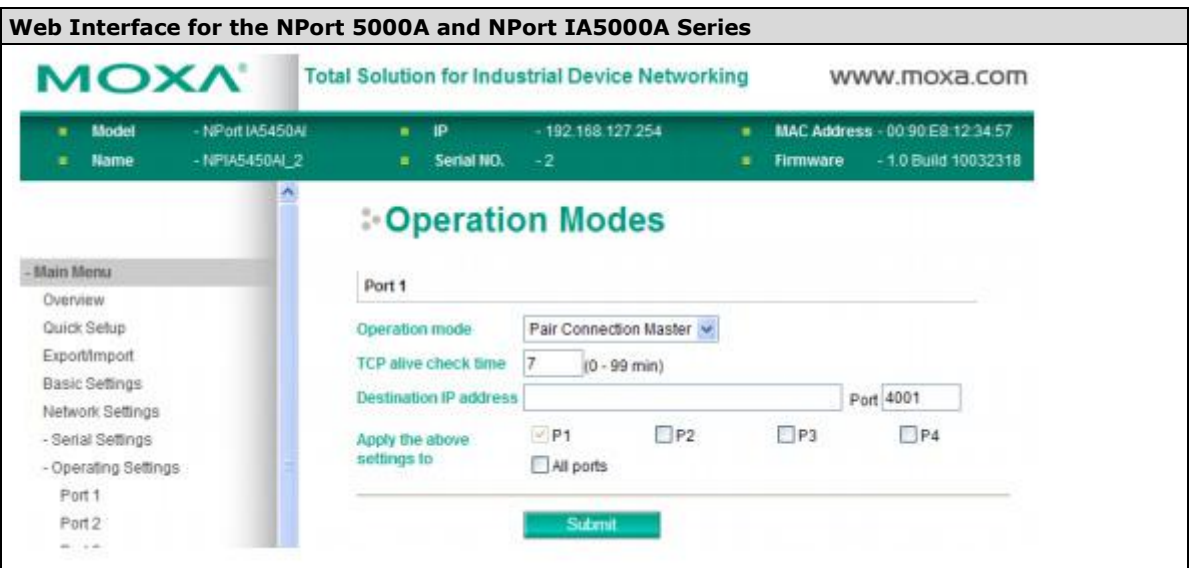 Web Interface for the NPort 5000A and NPort IA5000A Series
MOXA® Total Solution for Industrial Device Networking www.moxa.com
Model - NPort IA5450AI IP - 192.168.127.254 MAC Address - 00:90:E8:12:34:57
Name - NPIA5450AI_2 Serial NO. - 2 Firmware - 1.0 Build 10032318
Operation Modes
- Main Menu
Overview
Quick Setup
Export/Import
Basic Settings
Network Settings
- Serial Settings
- Operating Settings
Port 1
Port 2
Port 1
Operation mode Pair Connection Master
TCP alive check time 7 (0 - 99 min)
Destination IP address Port 4001
Apply the above
settings to
P1 P2 P3 P4
All ports
Submit